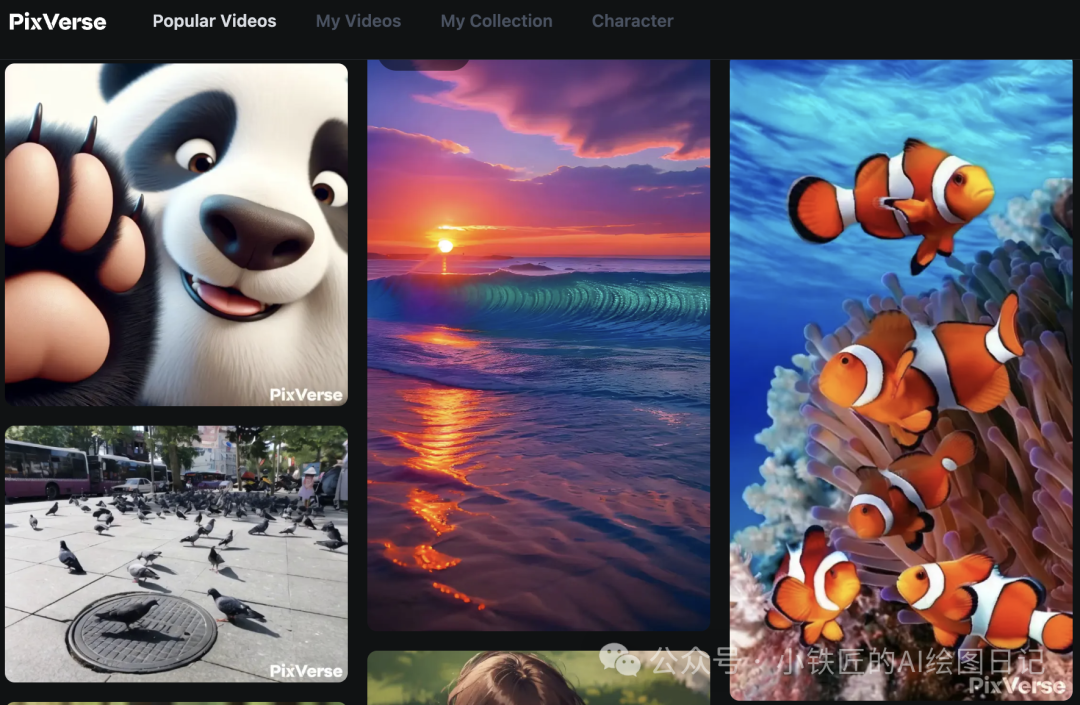 PixVerse Popular Videos My Videos My Collection Character
PixVerse
PixVerse
公众号 · 小铁匠的AI绘图日记
PixVerse